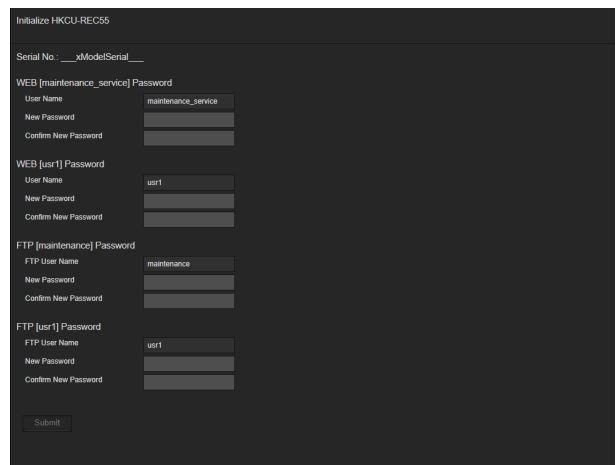 Initialize HKCU-REC55
Serial No.: ___xModelSerial___
WEB [maintenance_service] Password
User Name maintenance_service
New Password
Confirm New Password
WEB [usr1] Password
User Name usr1
New Password
Confirm New Password
FTP [maintenance] Password
FTP User Name maintenance
New Password
Confirm New Password
FTP [usr1] Password
FTP User Name usr1
New Password
Confirm New Password
Submit